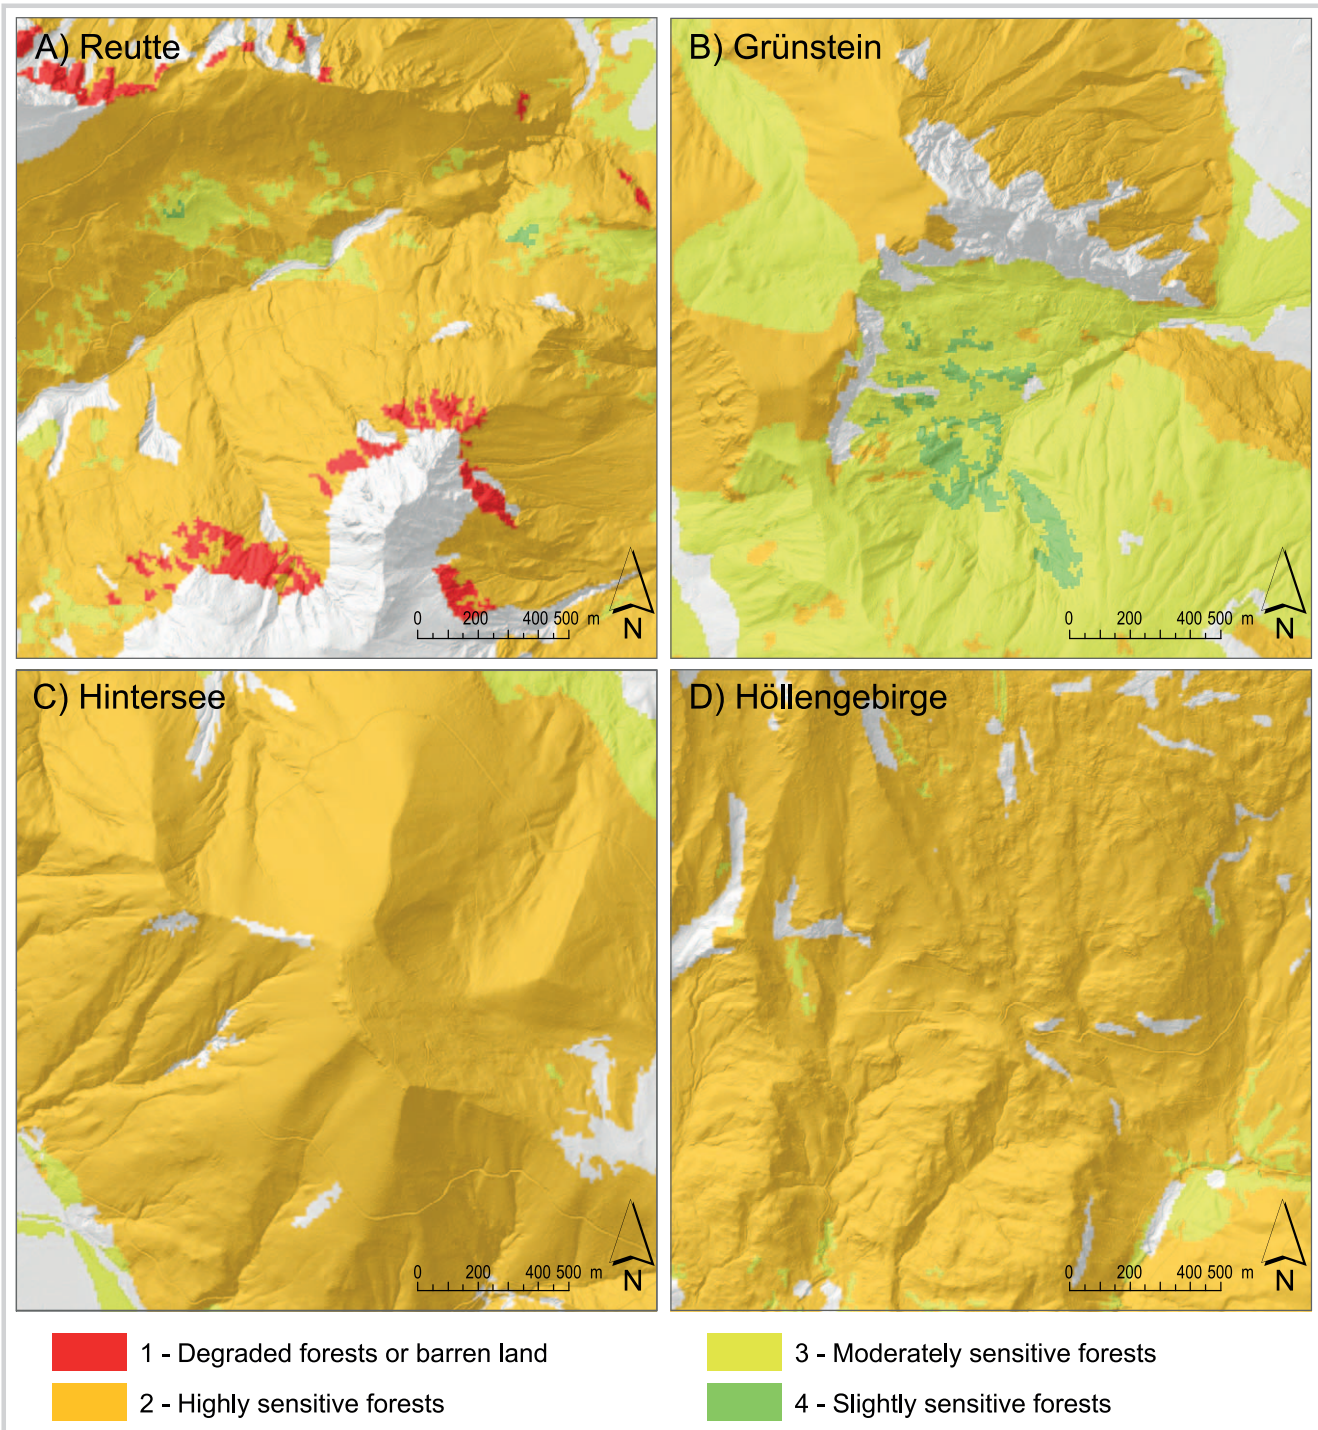 A) Reutte
B) Grünstein
0 200 400 500 m
N
0 200 400 500 m
N
C) Hintersee
D) Höllengebirge
0 200 400 500 m
N
0 200 400 500 m
N
1 - Degraded forests or barren land
3 - Moderately sensitive forests
2 - Highly sensitive forests
4 - Slightly sensitive forests